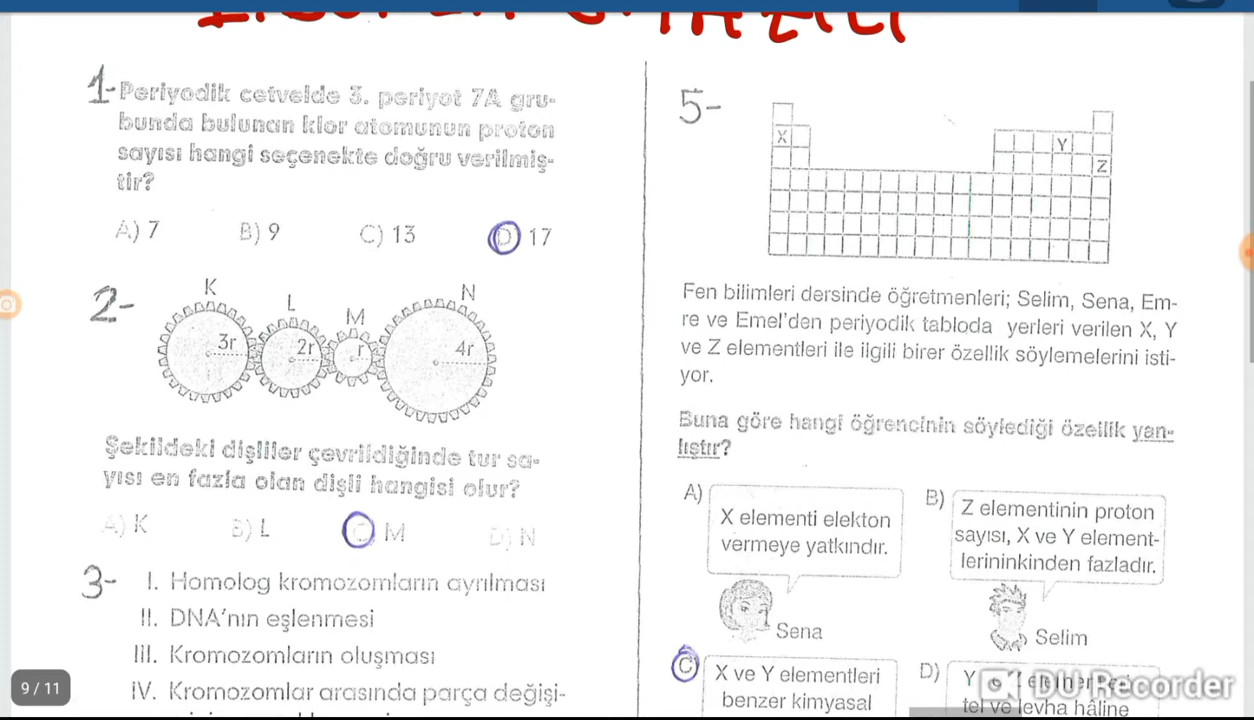 1- Periyodik cetvelde 3. periyot 7A gru-
bunda bulunan klor atomunun proton
sayısı hangi seçenekte doğru verilmiş-
tir?
A) 7 B) 9 C) 13 D) 17
2- K L M N
3r 2r r 4r
Şekildeki dişliler çevrildiğinde tur sa-
yısı en fazla olan dişli hangisi olur?
A) K B) L C) M D) N
3- I. Homolog kromozomların ayrılması
II. DNA'nın eşlenmesi
III. Kromozomların oluşması
IV. Kromozomlar arasında parça değişi-
9 / 11
5-
X Y
Z
Fen bilimleri dersinde öğretmenleri; Selim, Sena, Em-
re ve Emel'den periyodik tabloda yerleri verilen X, Y
ve Z elementleri ile ilgili birer özellik söylemelerini isti-
yor.
Buna göre hangi öğrencinin söylediği özellik yan-
lıştır?
A) X elementi elekton
vermeye yatkındır.
Sena
B) Z elementinin proton
sayısı, X ve Y element-
lerininkinden fazladır.
Selim
C) X ve Y elementleri
benzer kimyasal
D) Y
tel ve levha hâline
DU Recorder